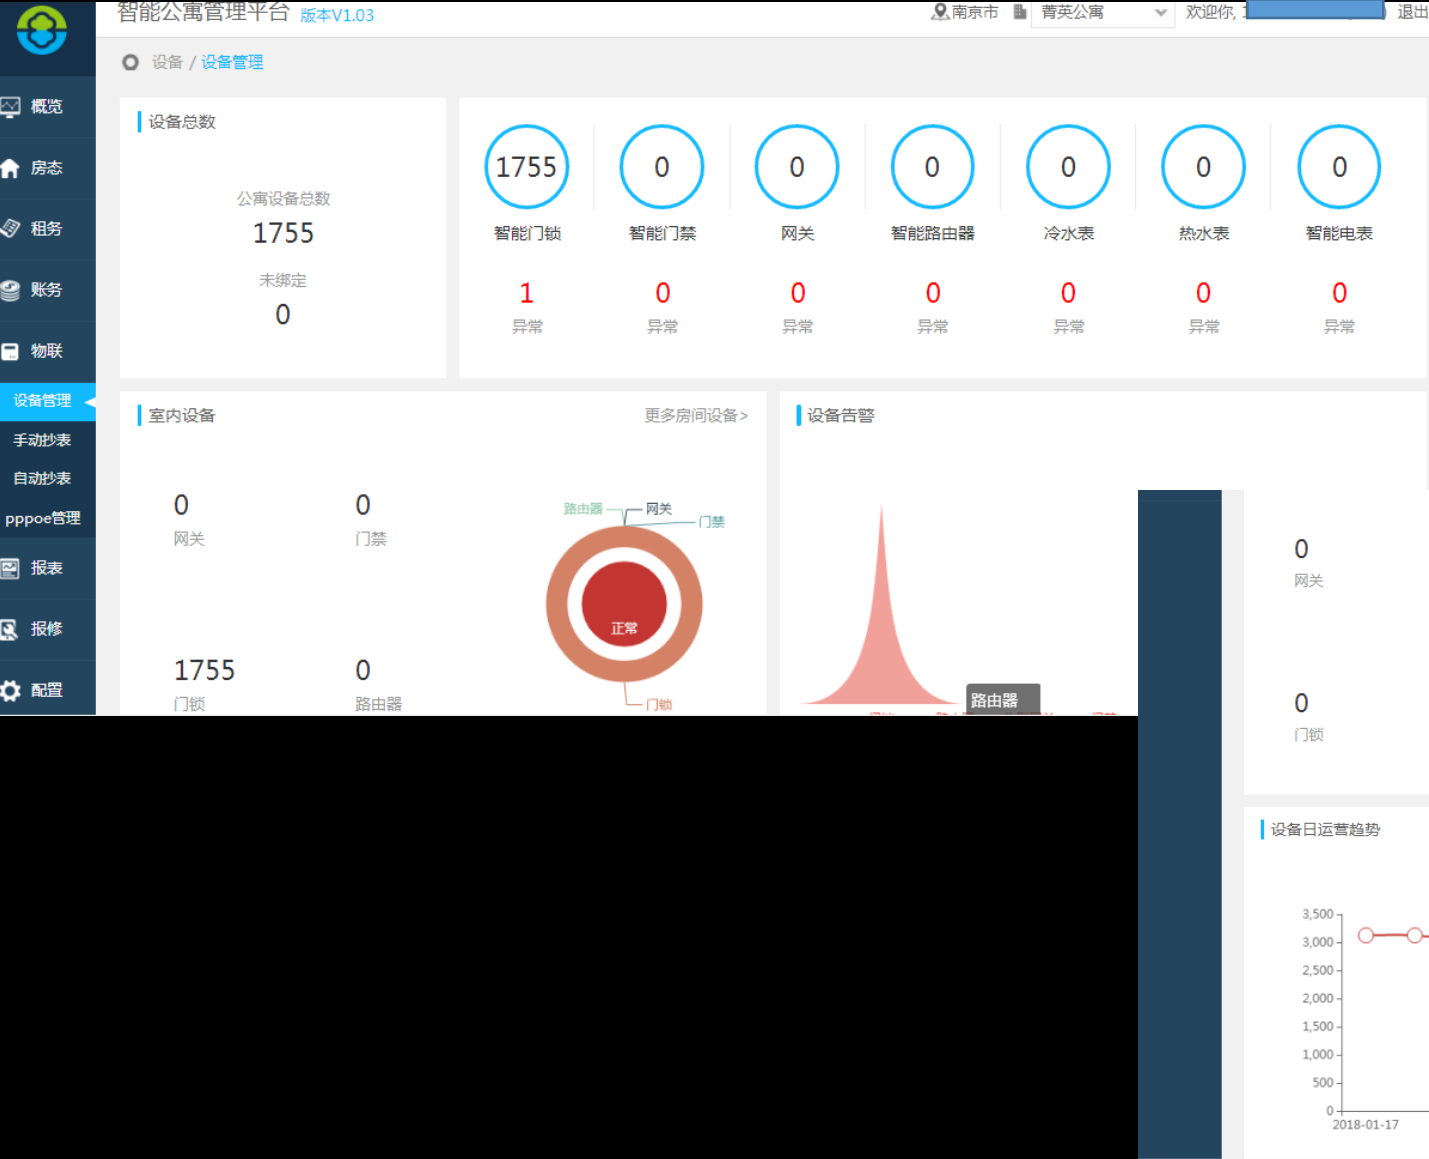 智能公寓管理平台 版本V1.03
南京市 菁英公寓 欢迎你, 退出
设备 / 设备管理
概览
房态
租务
账务
物联
设备管理
手动抄表
自动抄表
pppoe管理
报表
报修
配置
设备总数
公寓设备总数
1755
未绑定
0
1755 0 0 0 0 0 0
智能门锁 智能门禁 网关 智能路由器 冷水表 热水表 智能电表
1 0 0 0 0 0 0
异常 异常 异常 异常 异常 异常 异常
室内设备 更多房间设备>
0 0
网关 门禁
1755 0
门锁 路由器
路由器 网关
门禁
正常
门锁
设备告警
路由器
0
网关
0
门锁
设备日运营趋势
3,500
3,000
2,500
2,000
1,500
1,000
500
0
2018-01-17